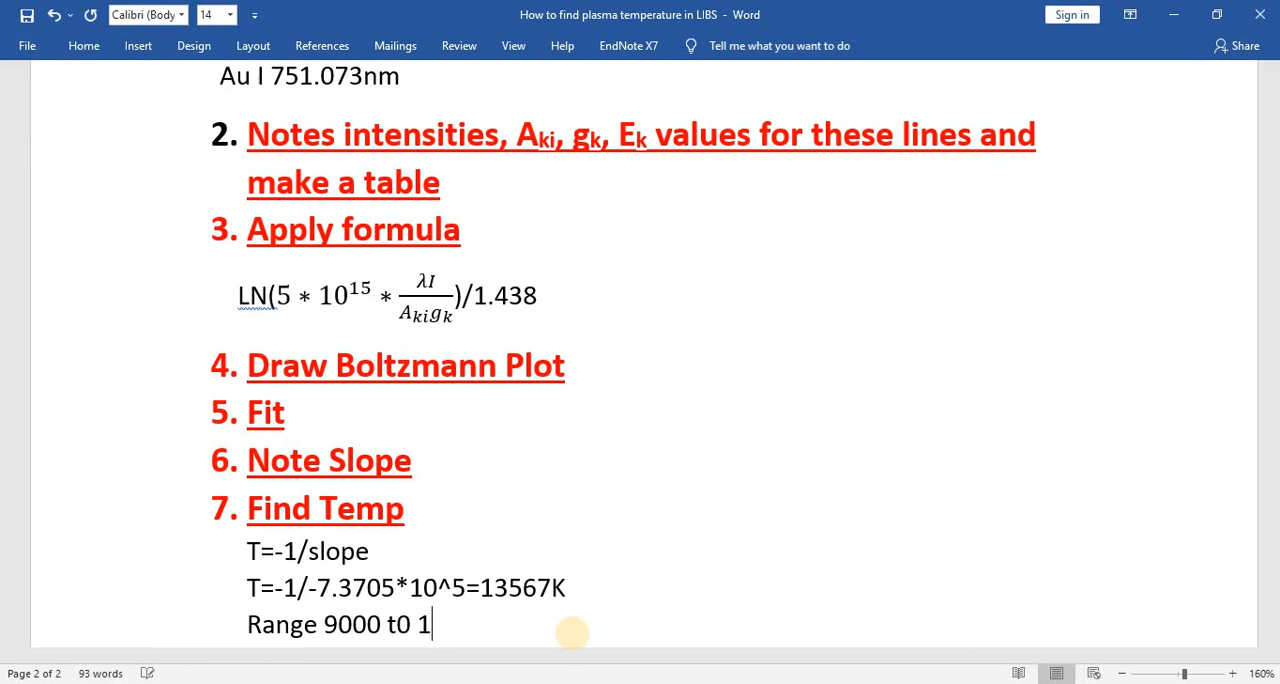 Calibri (Body
14
How to find plasma temperature in LIBS - Word
Sign in
File Home Insert Design Layout References Mailings Review View Help EndNote X7 Tell me what you want to do Share
Au I 751.073nm
2. Notes intensities, Aki, gk, Ek values for these lines and
make a table
3. Apply formula
LN(5 ∗ 10^15 ∗ λI/(Aki gk))/1.438
4. Draw Boltzmann Plot
5. Fit
6. Note Slope
7. Find Temp
T=-1/slope
T=-1/-7.3705*10^5=13567K
Range 9000 t0 1
Page 2 of 2 93 words 160%